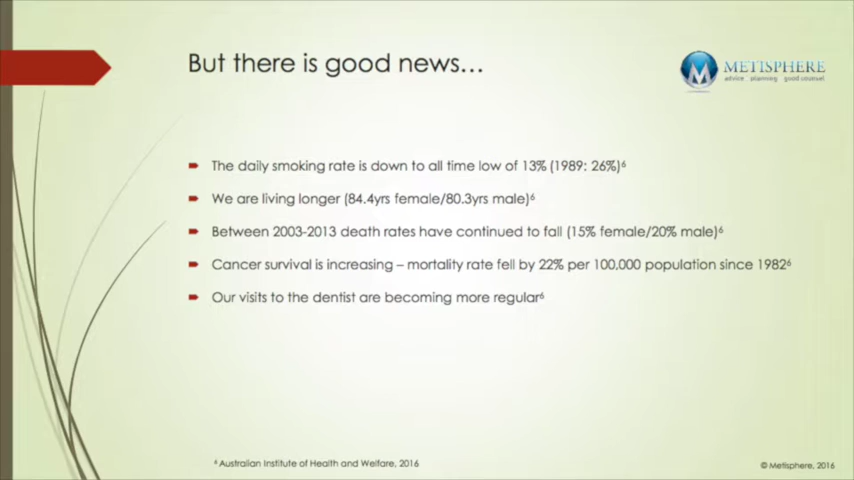 But there is good news…
METISPHERE
advice . planning . good counsel
The daily smoking rate is down to all time low of 13% (1989: 26%)⁶
We are living longer (84.4yrs female/80.3yrs male)⁶
Between 2003-2013 death rates have continued to fall (15% female/20% male)⁶
Cancer survival is increasing – mortality rate fell by 22% per 100,000 population since 1982⁶
Our visits to the dentist are becoming more regular⁶
⁶ Australian Institute of Health and Welfare, 2016
© Metisphere, 2016